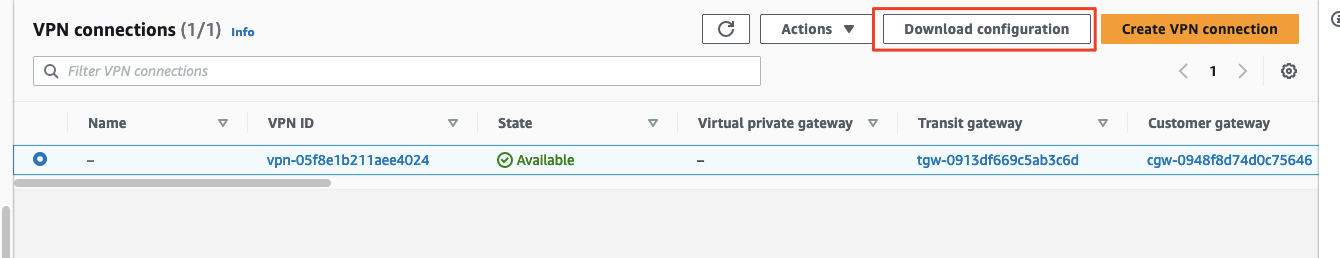 VPN connections (1/1) Info
Actions
Download configuration
Create VPN connection
Filter VPN connections
1
Name
VPN ID
State
Virtual private gateway
Transit gateway
Customer gateway
–
vpn-05f8e1b211aee4024
Available
–
tgw-0913df669c5ab3c6d
cgw-0948f8d74d0c75646